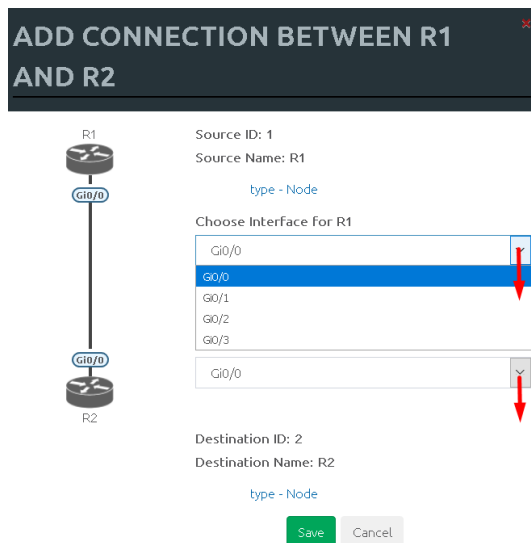 ADD CONNECTION BETWEEN R1
AND R2
R1
Gi0/0
Gi0/0
R2
Source ID: 1
Source Name: R1
type - Node
Choose Interface for R1
Gi0/0
Gi0/0
Gi0/1
Gi0/2
Gi0/3
Gi0/0
Destination ID: 2
Destination Name: R2
type - Node
Save Cancel